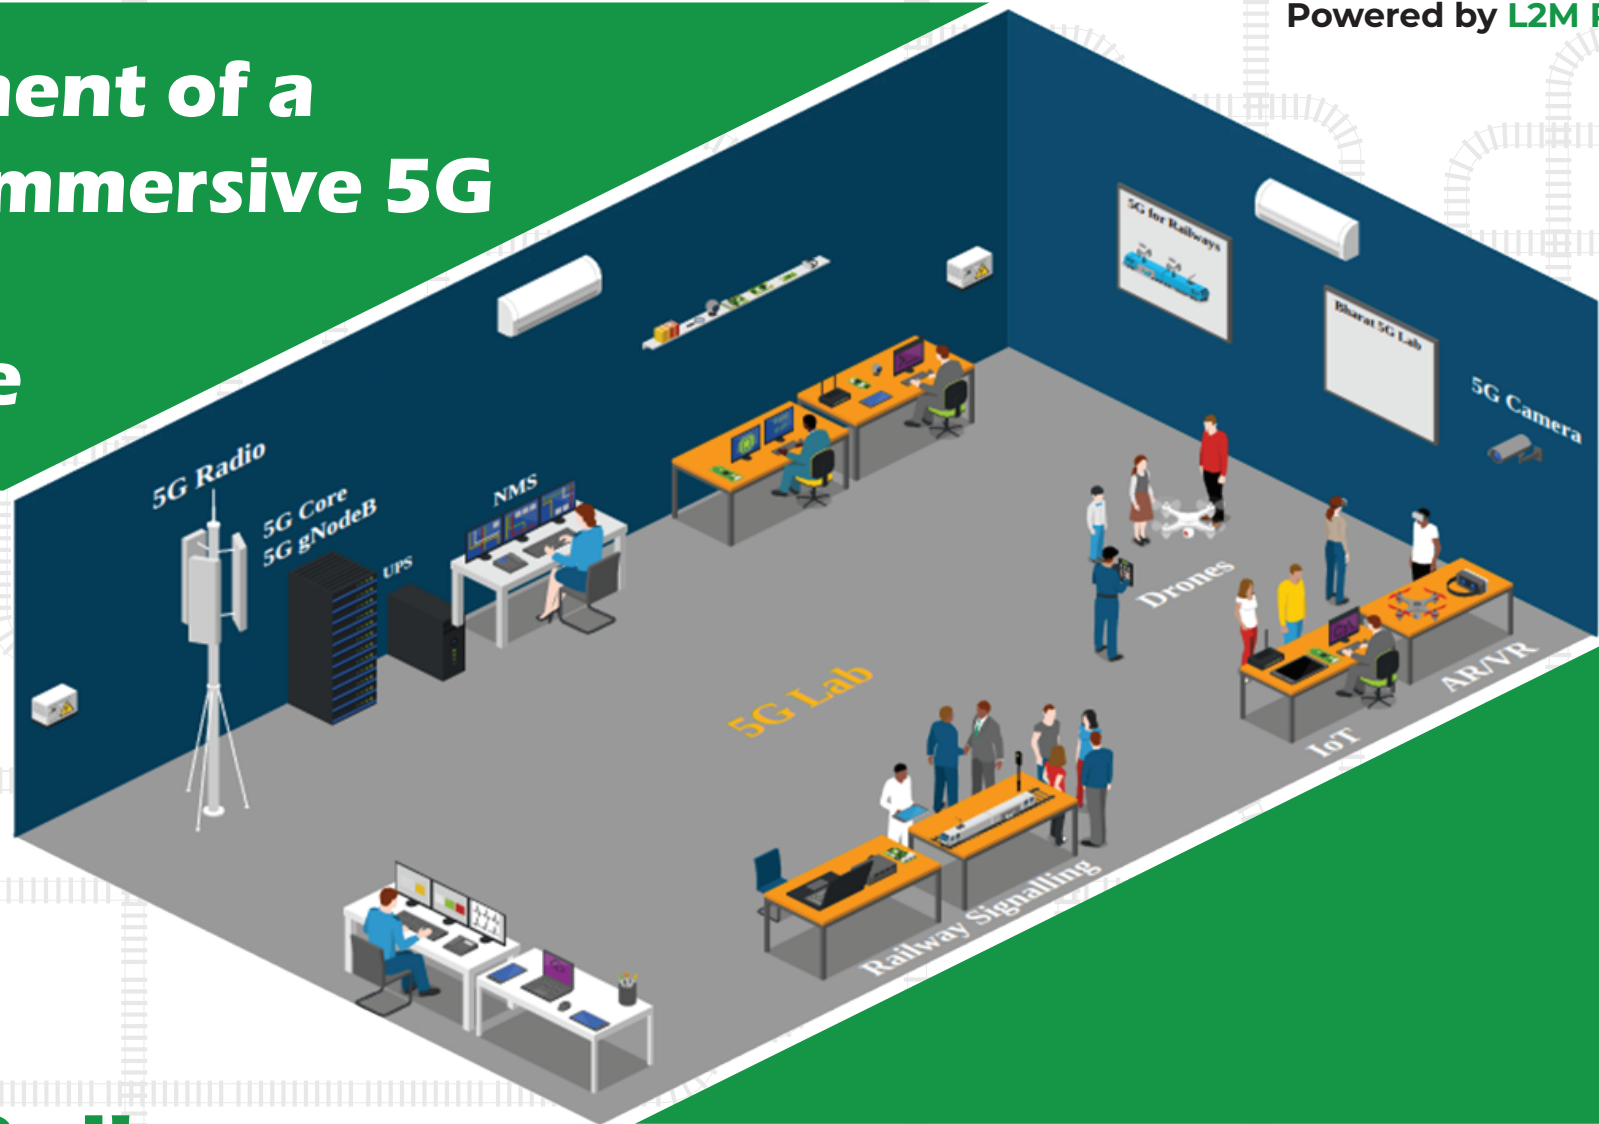 Powered by L2M
ment of a
mmersive 5G
e
5G for Railways
Bharat 5G Lab
5G Camera
5G Radio
5G Core
5G gNodeB
UPS
NMS
Drones
5G Lab
AR/VR
IoT
Railway Signalling